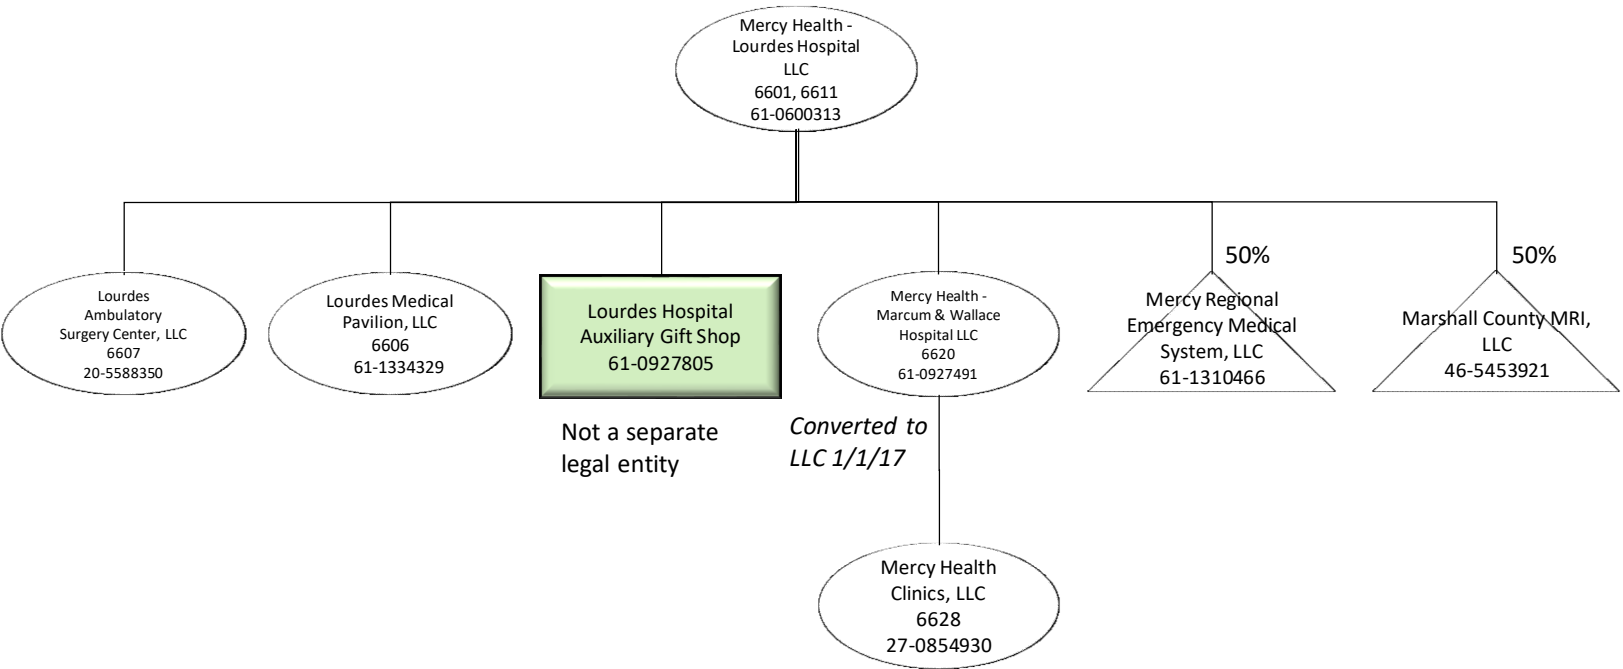 Mercy Health -
Lourdes Hospital
LLC
6601, 6611
61-0600313
50%
50%
Lourdes
Ambulatory
Surgery Center, LLC
6607
20-5588350
Lourdes Medical
Pavilion, LLC
6606
61-1334329
Lourdes Hospital
Auxiliary Gift Shop
61-0927805
Mercy Health -
Marcum & Wallace
Hospital LLC
6620
61-0927491
Mercy Regional
Emergency Medical
System, LLC
61-1310466
Marshall County MRI,
LLC
46-5453921
Not a separate
legal entity
Converted to
LLC 1/1/17
Mercy Health
Clinics, LLC
6628
27-0854930